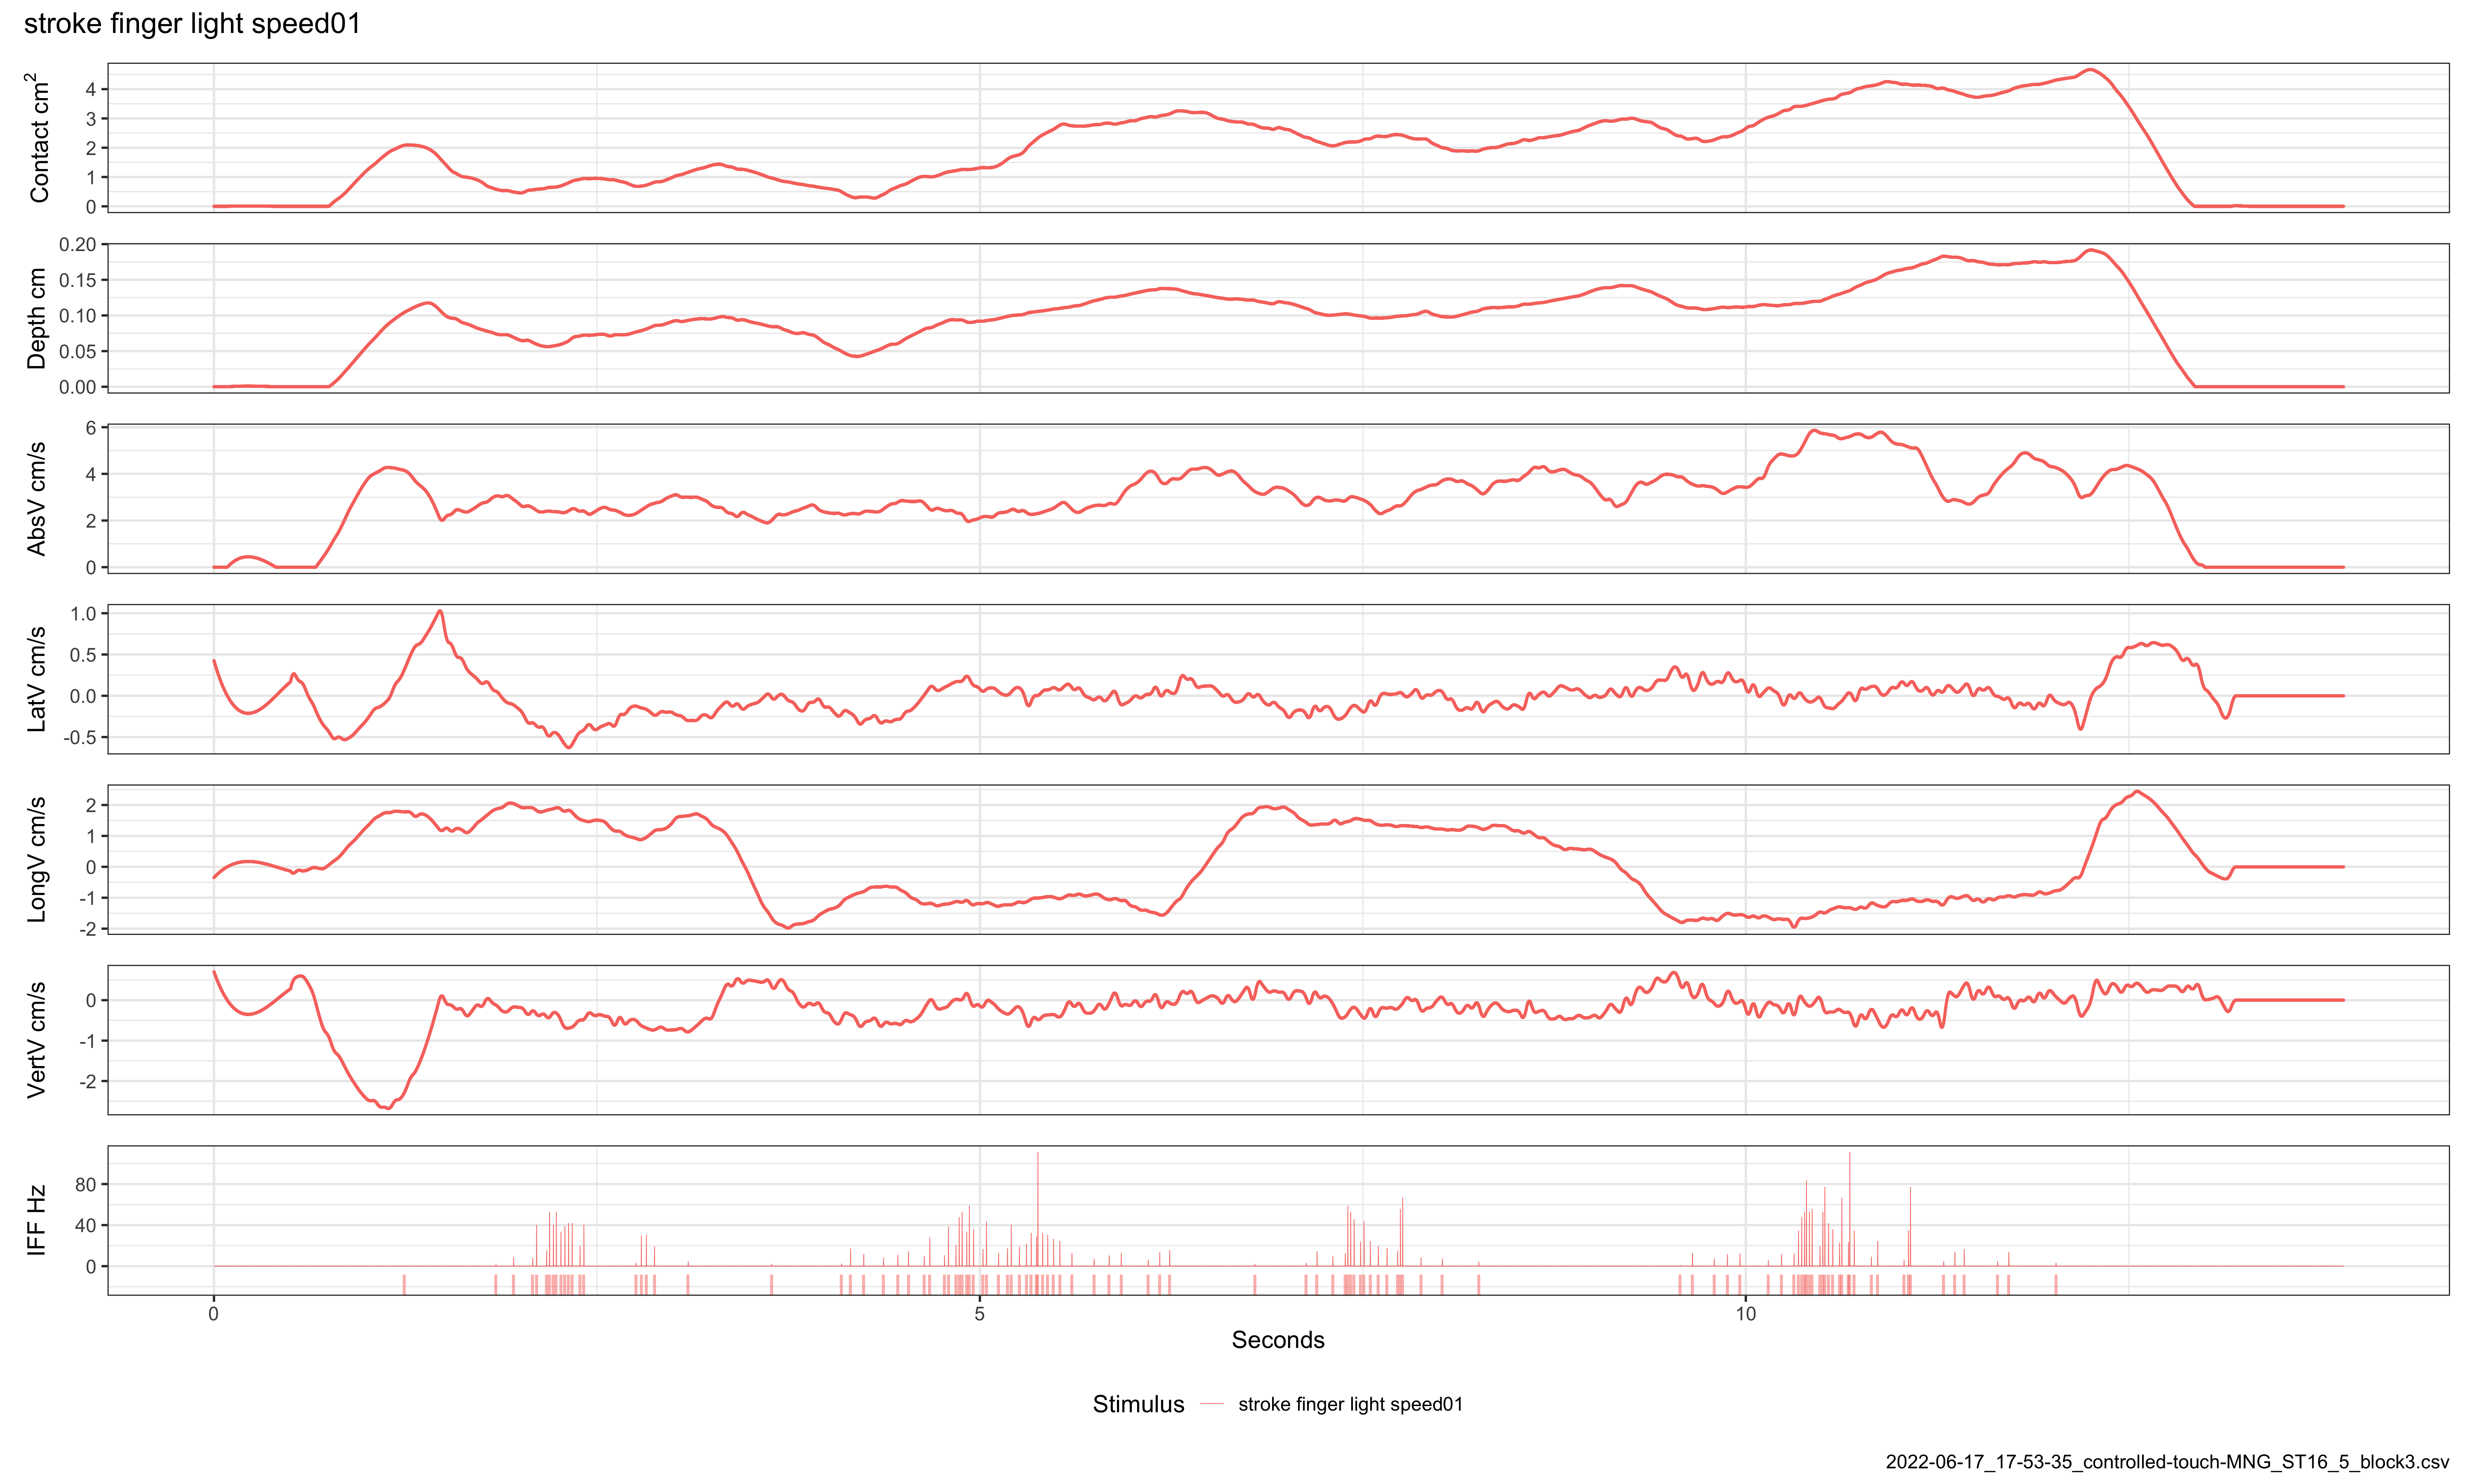 stroke finger light speed01
Contact cm²
4
3
2
1
0
Depth cm
0.20
0.15
0.10
0.05
0.00
AbsV cm/s
6
4
2
0
LatV cm/s
1.0
0.5
0.0
-0.5
LongV cm/s
2
1
0
-1
-2
VertV cm/s
0
-1
-2
IFF Hz
80
40
0
0 5 10
Seconds
Stimulus stroke finger light speed01
2022-06-17_17-53-35_controlled-touch-MNG_ST16_5_block3.csv